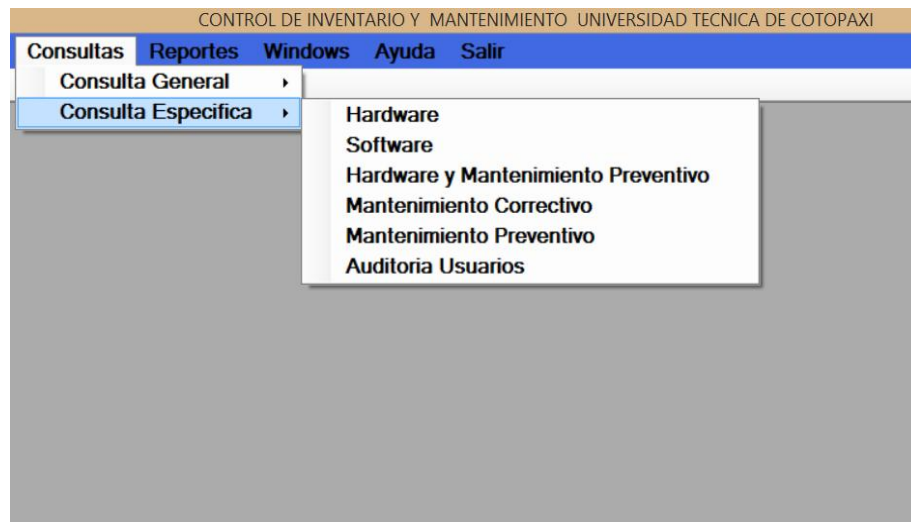 CONTROL DE INVENTARIO Y MANTENIMIENTO UNIVERSIDAD TECNICA DE COTOPAXI
Consultas Reportes Windows Ayuda Salir
Consulta General
Consulta Especifica
Hardware
Software
Hardware y Mantenimiento Preventivo
Mantenimiento Correctivo
Mantenimiento Preventivo
Auditoria Usuarios